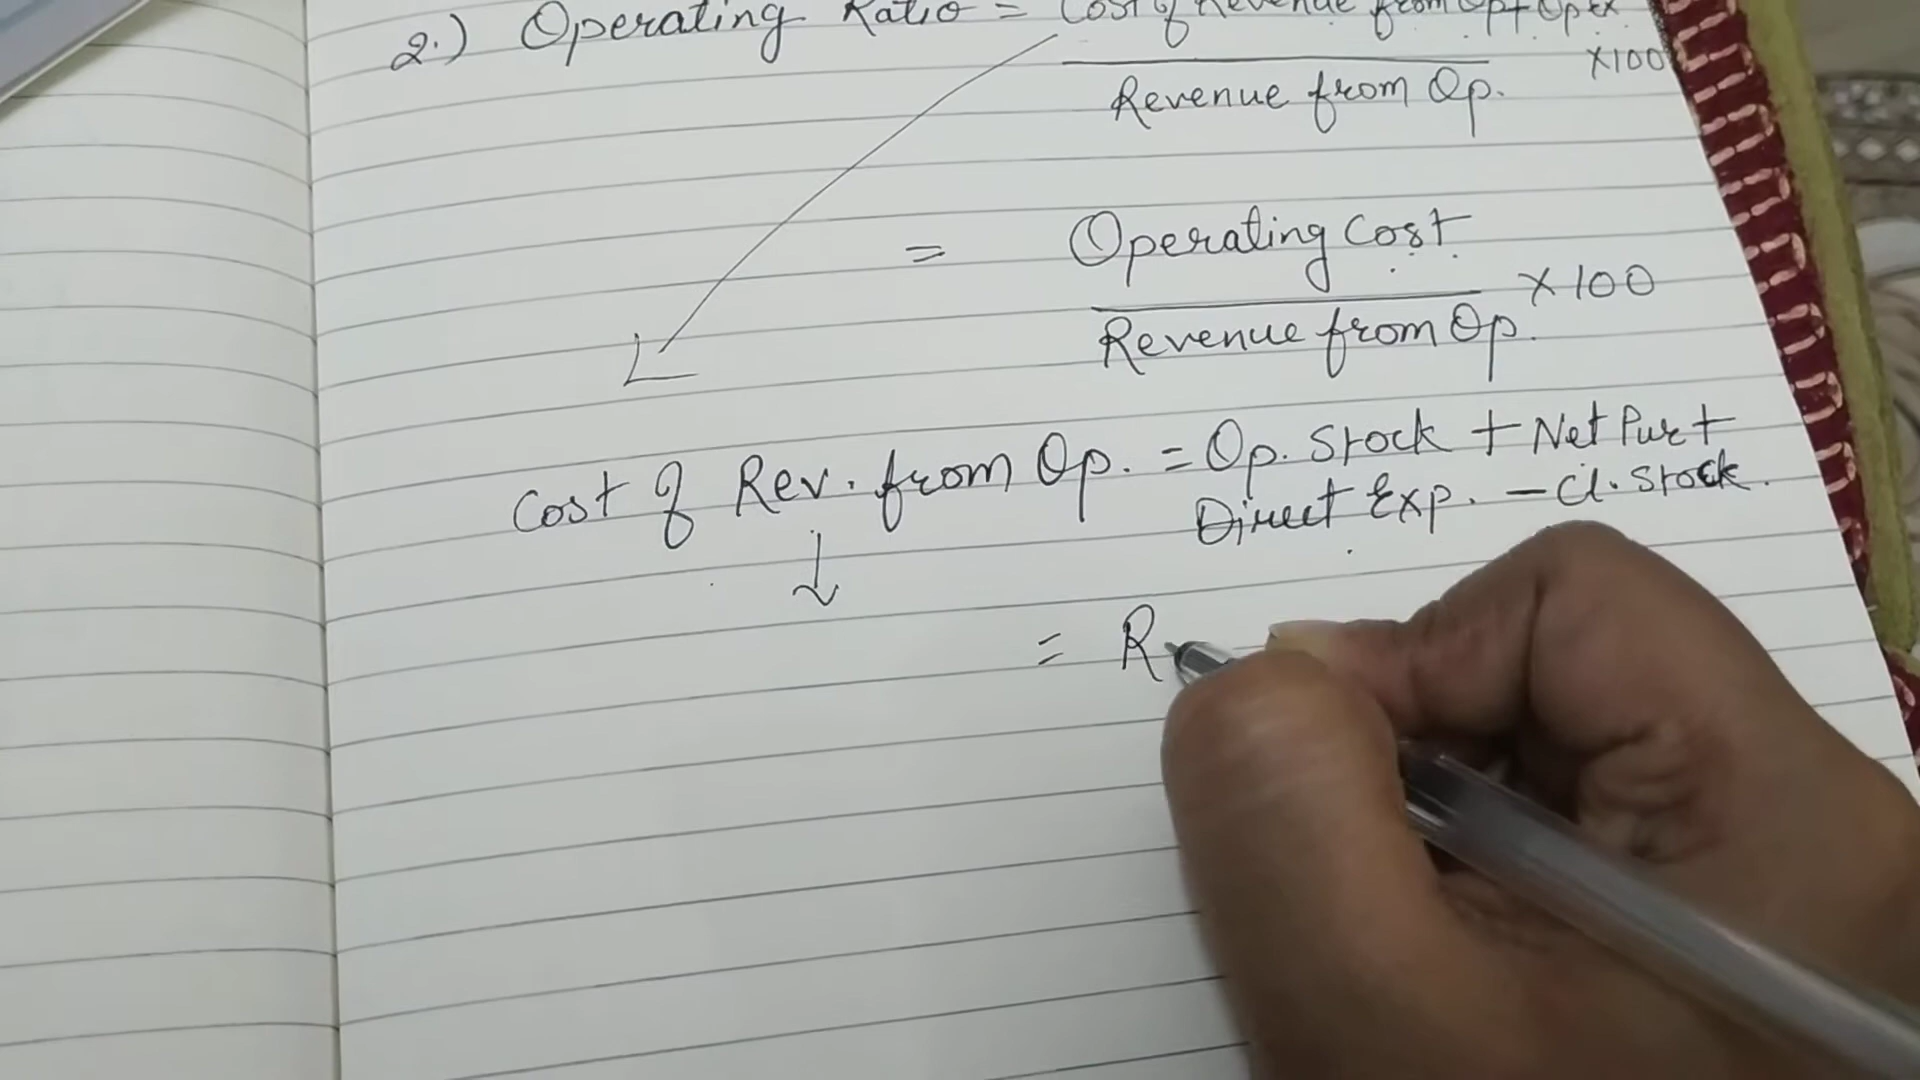 2.) Operating Ratio = Cost of Revenue from Op + Op Ex
X100
Revenue from Op.
= Operating Cost
X 100
Revenue from Op.
Cost of Rev. from Op. = Op. Stock + Net Pur +
Direct Exp. - Cl. Stock.
= R